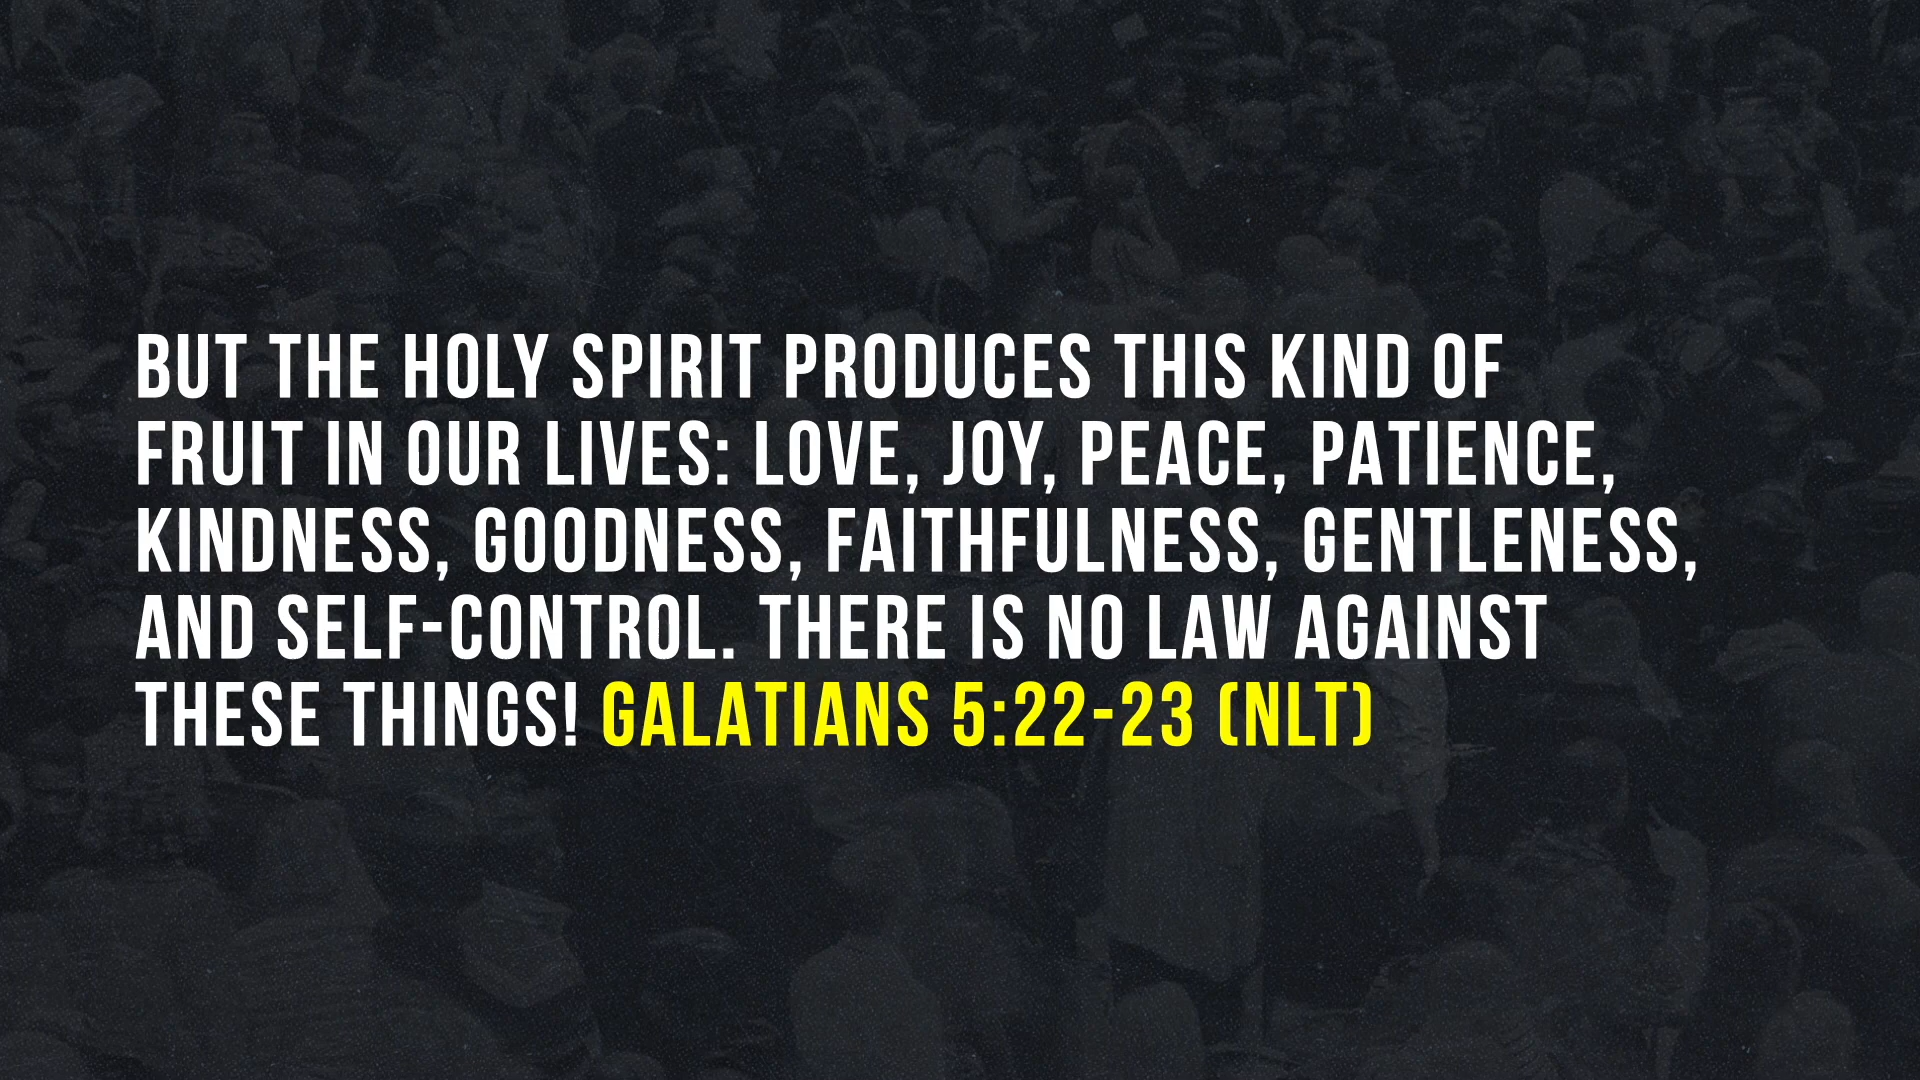 BUT THE HOLY SPIRIT PRODUCES THIS KIND OF
FRUIT IN OUR LIVES: LOVE, JOY, PEACE, PATIENCE,
KINDNESS, GOODNESS, FAITHFULNESS, GENTLENESS,
AND SELF-CONTROL. THERE IS NO LAW AGAINST
THESE THINGS! GALATIANS 5:22-23 (NLT)